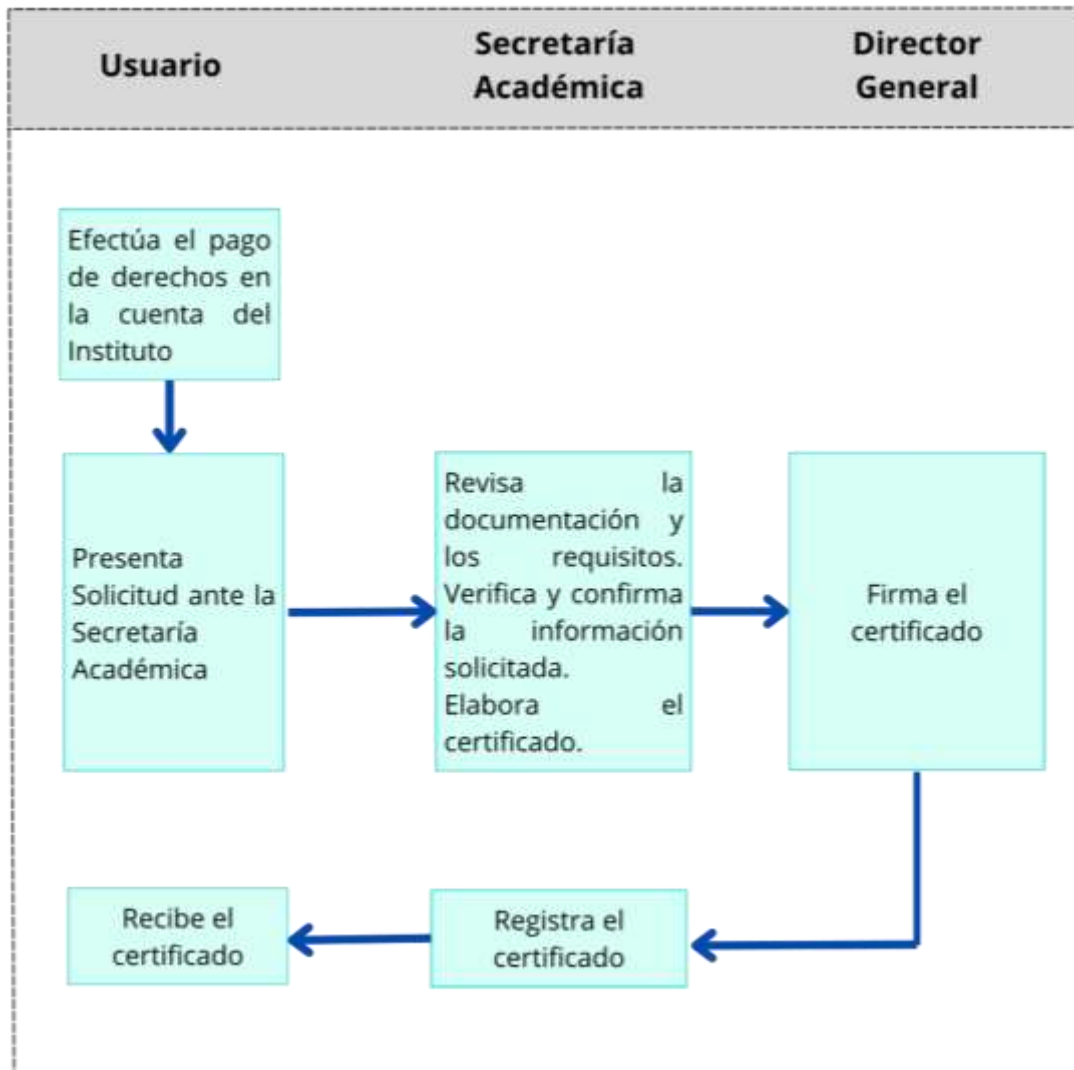 Usuario
Secretaría
Académica
Director
General
Efectúa el pago
de derechos en
la cuenta del
Instituto
Presenta
Solicitud ante la
Secretaría
Académica
Revisa la
documentación y
los requisitos.
Verifica y confirma
la información
solicitada.
Elabora el
certificado.
Firma el
certificado
Recibe el
certificado
Registra el
certificado